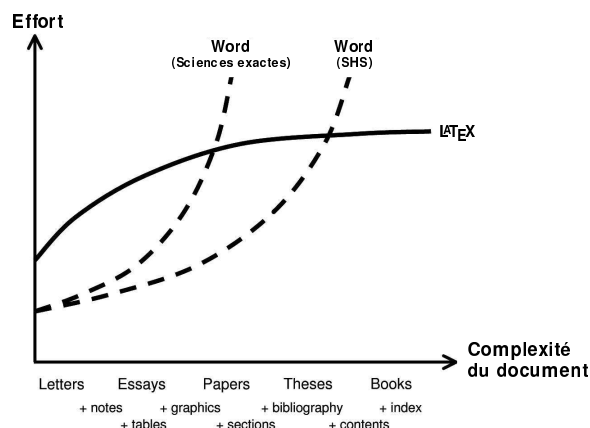 Effort
Word
(Sciences exactes)
Word
(SHS)
LATEX
Complexité
du document
Letters Essays Papers Theses Books
+ notes + graphics + bibliography + index
+ tables + sections + contents